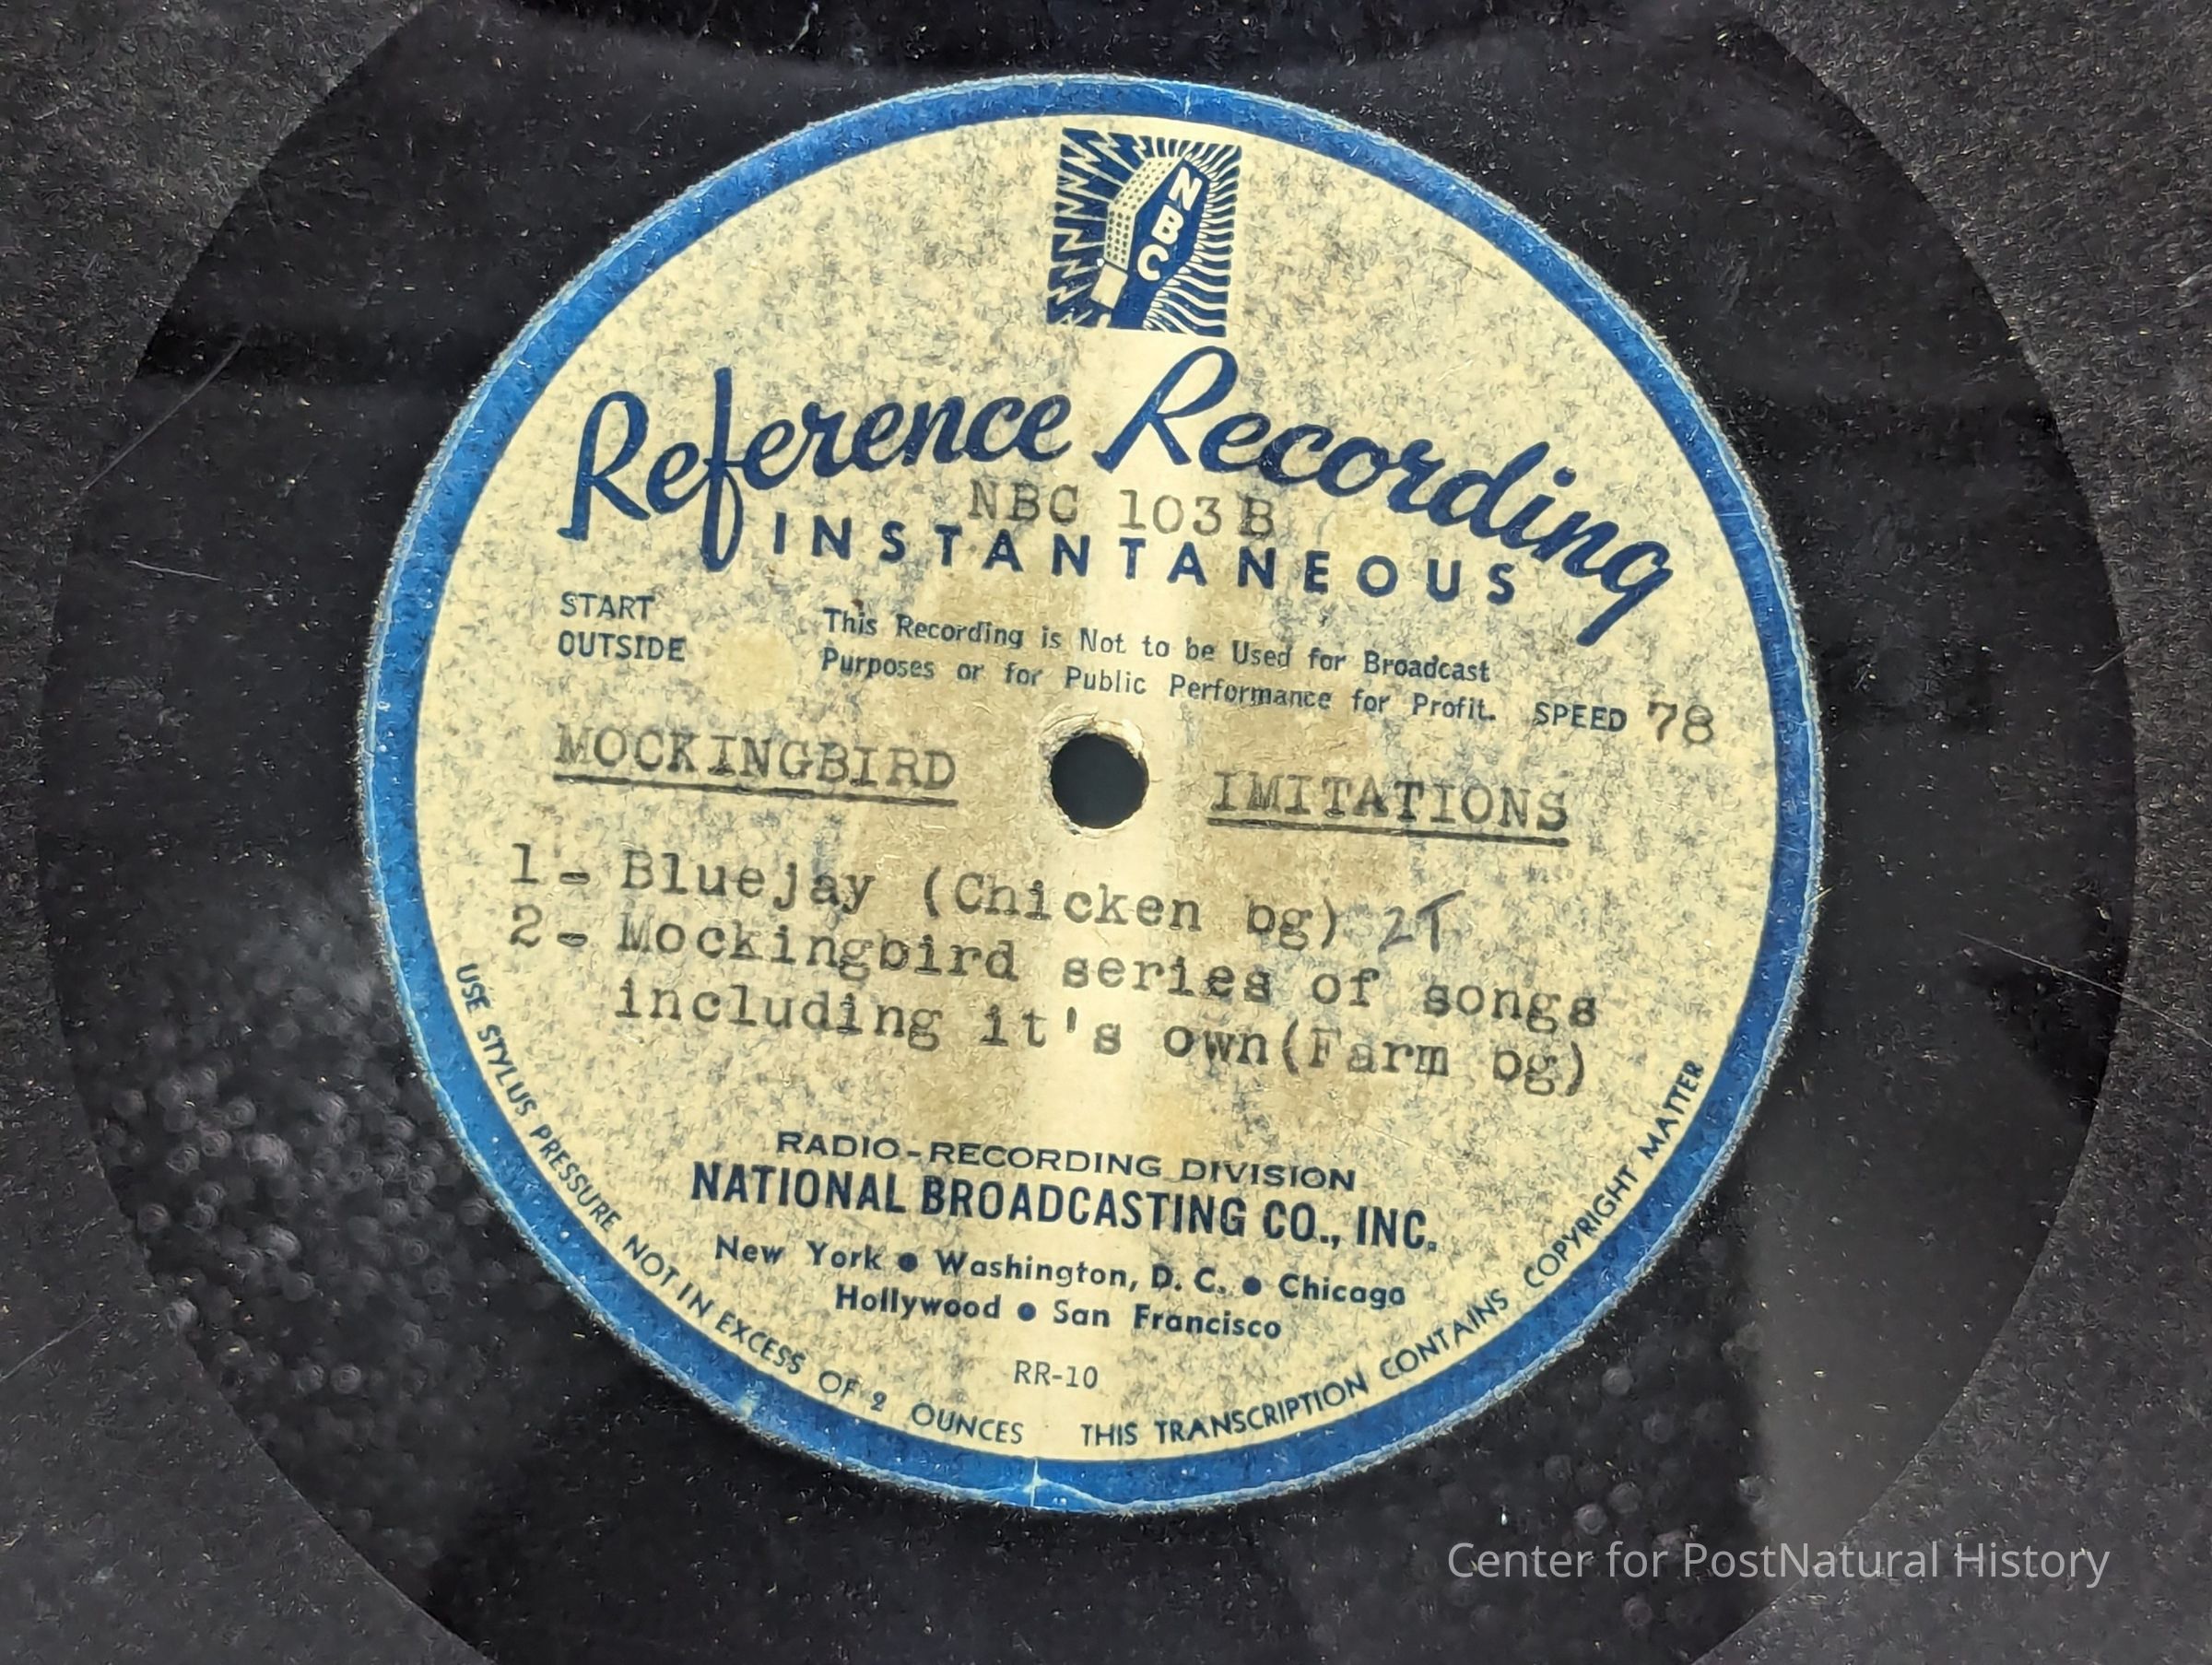 NBC
Reference Recording
NBC 103B
INSTANTANEOUS
START
OUTSIDE
This Recording is Not to be Used for Broadcast
Purposes or for Public Performance for Profit. SPEED 78
MOCKINGBIRD IMITATIONS
1- Bluejay (Chicken bg) 2T
2- Mockingbird series of songs
including it's own(Farm bg)
RADIO-RECORDING DIVISION
NATIONAL BROADCASTING CO., INC.
New York • Washington, D. C. • Chicago
Hollywood • San Francisco
RR-10
USE STYLUS PRESSURE NOT IN EXCESS OF 2 OUNCES THIS TRANSCRIPTION CONTAINS COPYRIGHT MATTER
Center for PostNatural History